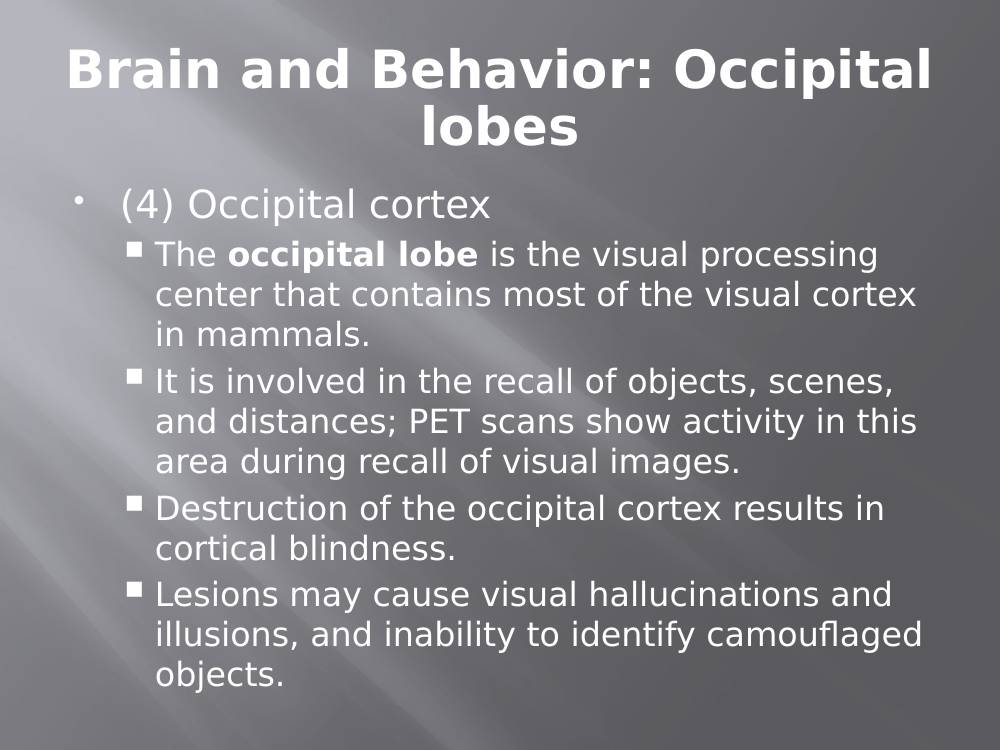 Brain and Behavior: Occipital
lobes
• (4) Occipital cortex
■ The occipital lobe is the visual processing
center that contains most of the visual cortex
in mammals.
■ It is involved in the recall of objects, scenes,
and distances; PET scans show activity in this
area during recall of visual images.
■ Destruction of the occipital cortex results in
cortical blindness.
■ Lesions may cause visual hallucinations and
illusions, and inability to identify camouflaged
objects.